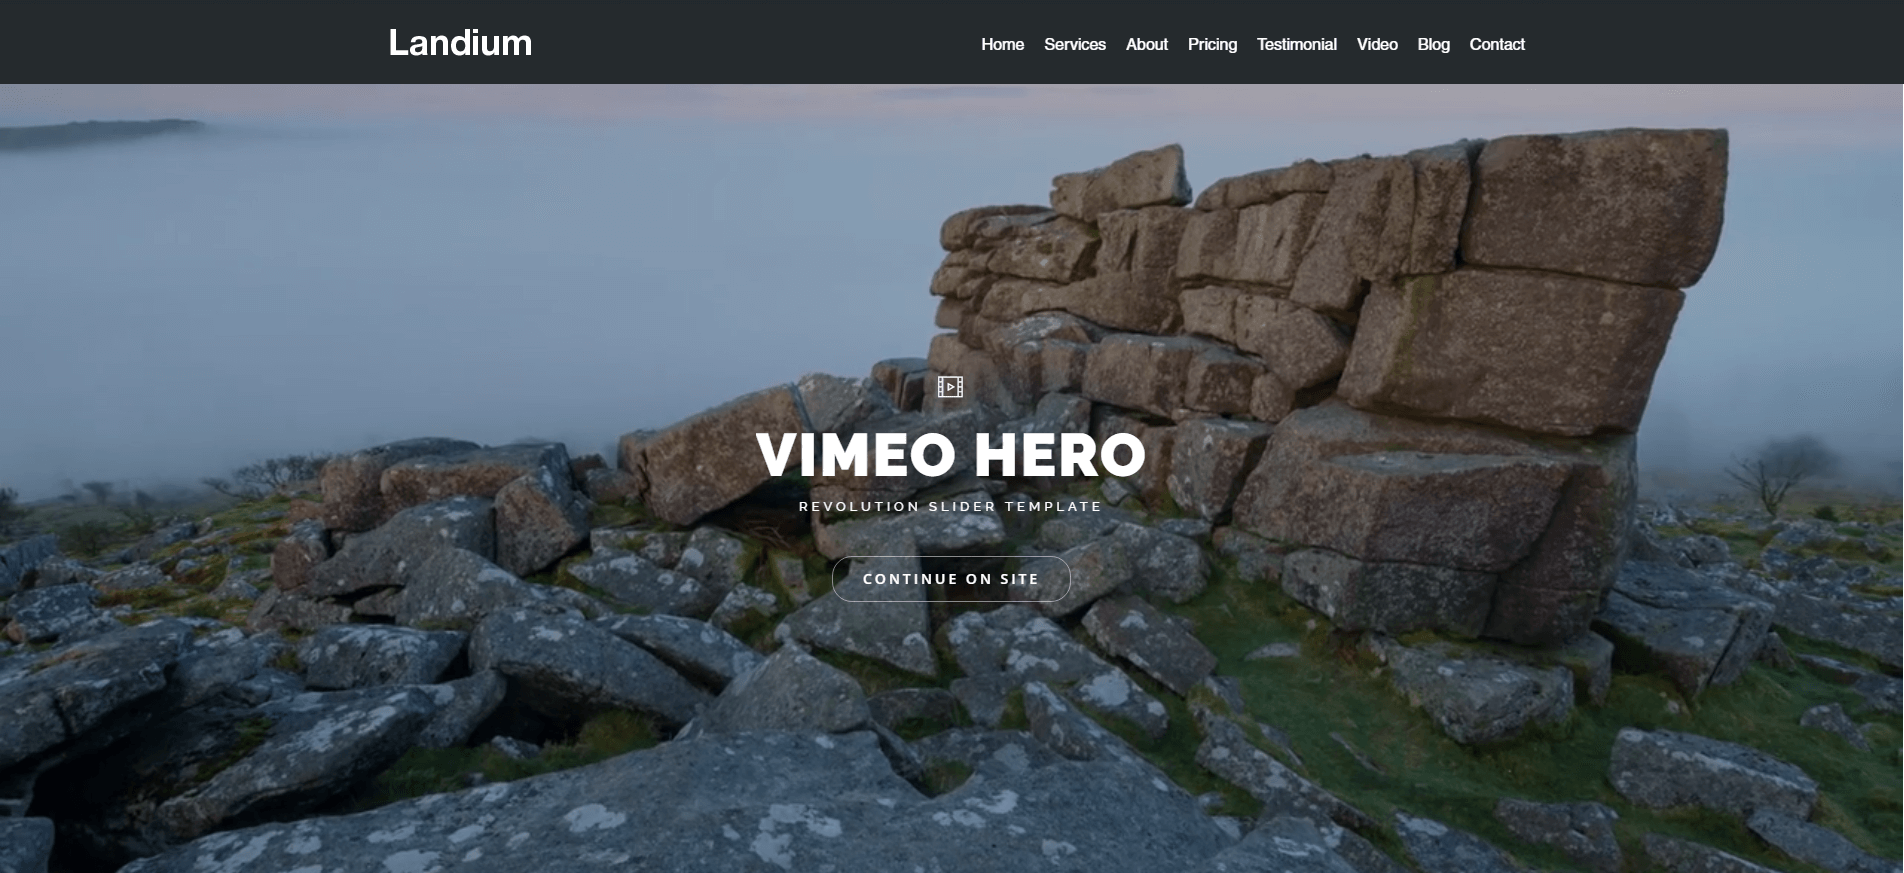 Landium
Home Services About Pricing Testimonial Video Blog Contact
VIMEO HERO
REVOLUTION SLIDER TEMPLATE
CONTINUE ON SITE